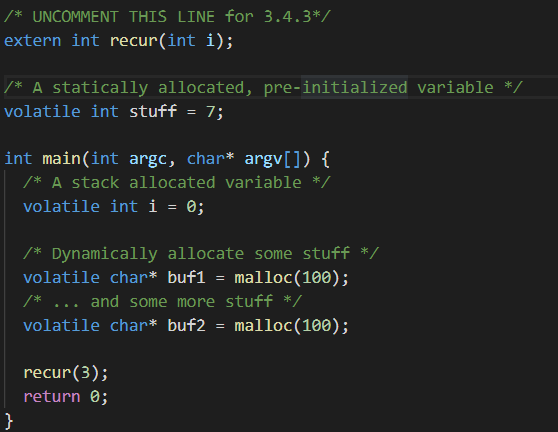 /* UNCOMMENT THIS LINE for 3.4.3*/
extern int recur(int i);
/* A statically allocated, pre-initialized variable */
volatile int stuff = 7;
int main(int argc, char* argv[]) {
/* A stack allocated variable */
volatile int i = 0;
/* Dynamically allocate some stuff */
volatile char* buf1 = malloc(100);
/* ... and some more stuff */
volatile char* buf2 = malloc(100);
recur(3);
return 0;
}